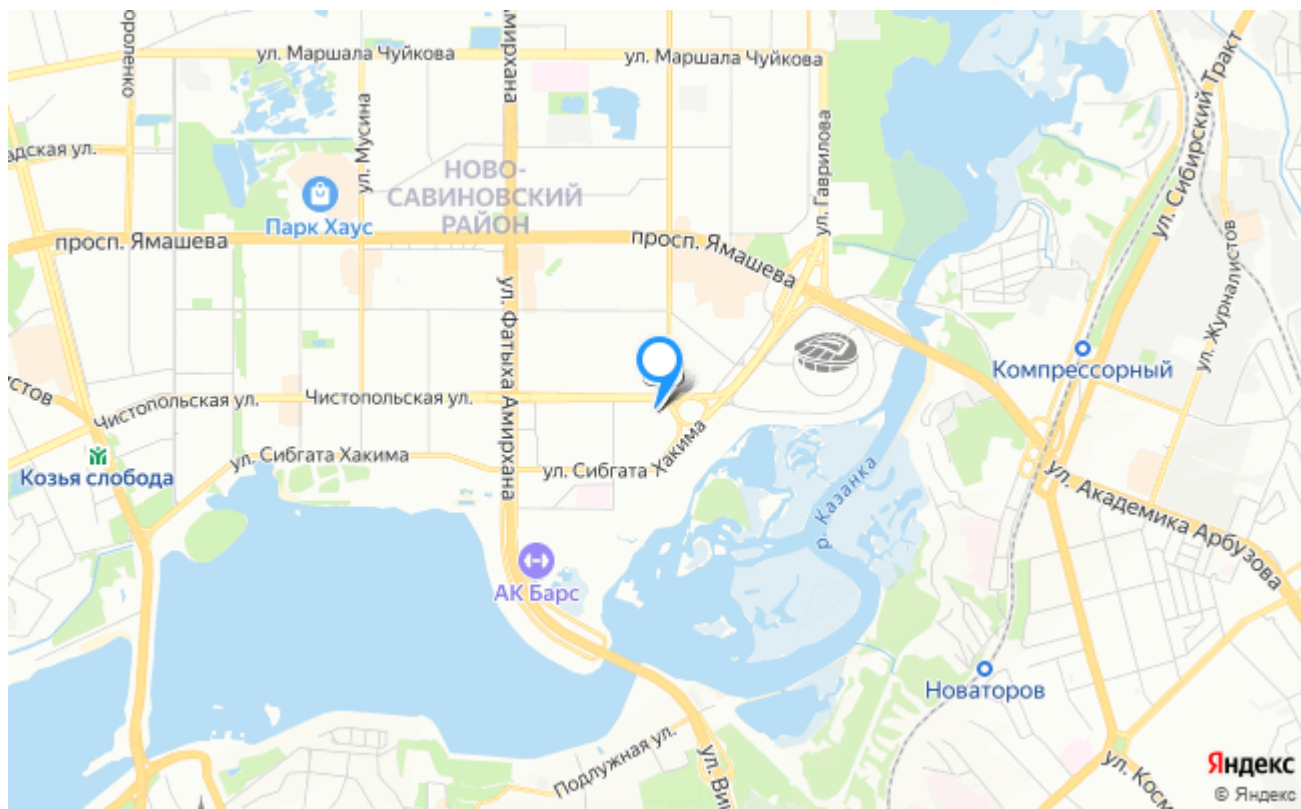 ороленко
ул. Маршала Чуйкова
ул. Маршала Чуйкова
Амирхана
ул. Мусина
адская ул.
ул. Гаврилова
ул. Сибирский Тракт
НОВО-
САВИНОВСКИЙ
РАЙОН
Парк Хаус
просп. Ямашева
просп. Ямашева
ул. Журналистов
ул. Фатыха Амирхана
Компрессорный
истов
Чистопольская ул.
Чистопольская ул.
ул. Сибгата Хакима
ул. Сибгата Хакима
Козья слобода
р. Казанка
ул. Академика Арбузова
АК Барс
Новаторов
Подлужная ул.
ул. Ви
ул. Косм
Яндекс
© Яндекс